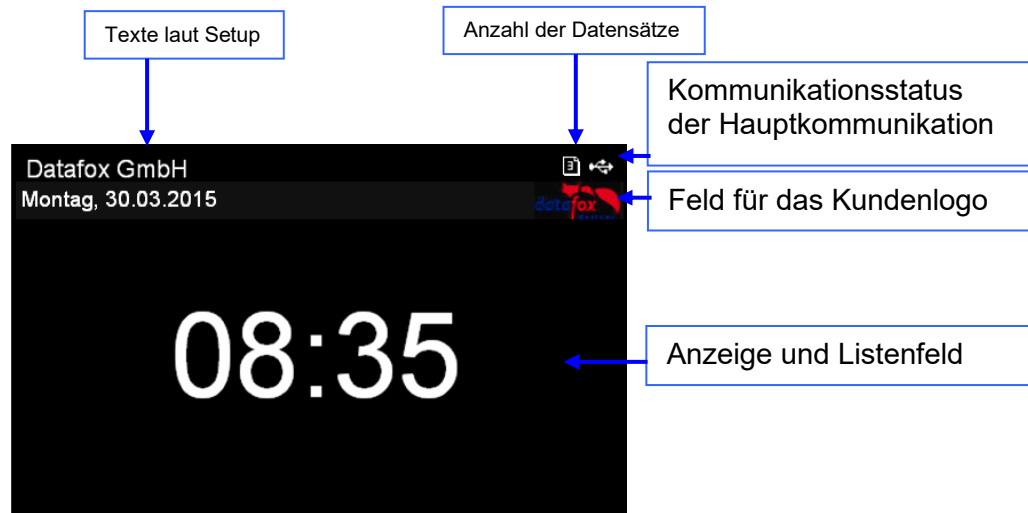 Texte laut Setup
Anzahl der Datensätze
Kommunikationsstatus
der Hauptkommunikation
Datafox GmbH
3
Montag, 30.03.2015
datafox
Feld für das Kundenlogo
08:35
Anzeige und Listenfeld